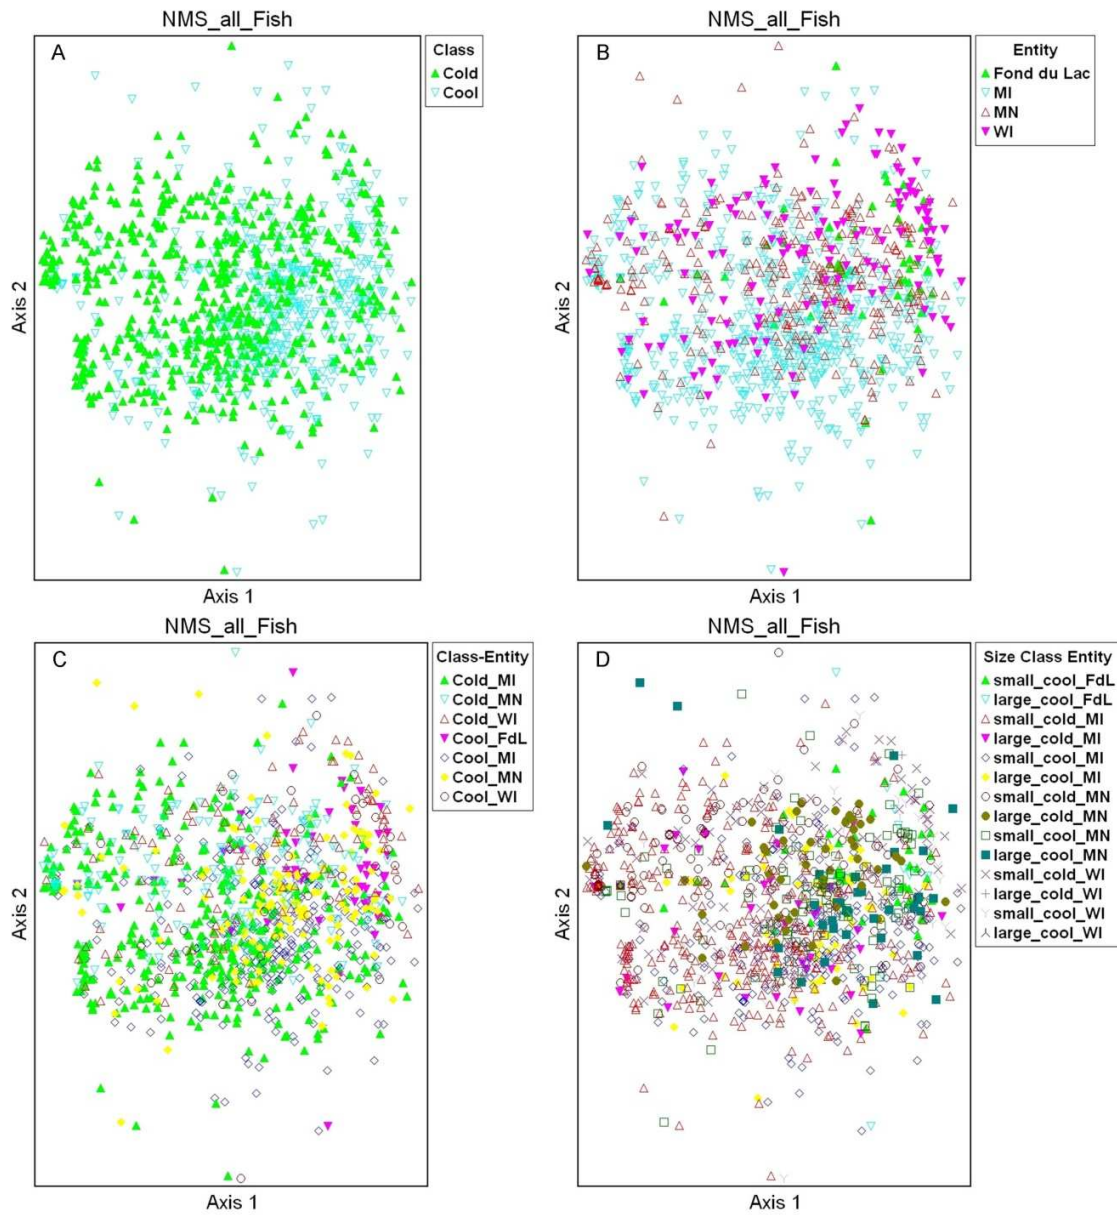 NMS_all_Fish
A
Axis 2
Axis 1
Class
Cold
Cool
NMS_all_Fish
B
Axis 2
Axis 1
Entity
Fond du Lac
MI
MN
WI
NMS_all_Fish
C
Axis 2
Axis 1
Class-Entity
Cold_MI
Cold_MN
Cold_WI
Cool_FdL
Cool_MI
Cool_MN
Cool_WI
NMS_all_Fish
D
Axis 2
Axis 1
Size Class Entity
small_cool_FdL
large_cool_FdL
small_cold_MI
large_cold_MI
small_cool_MI
large_cool_MI
small_cold_MN
large_cold_MN
small_cool_MN
large_cool_MN
small_cold_WI
large_cold_WI
small_cool_WI
large_cool_WI